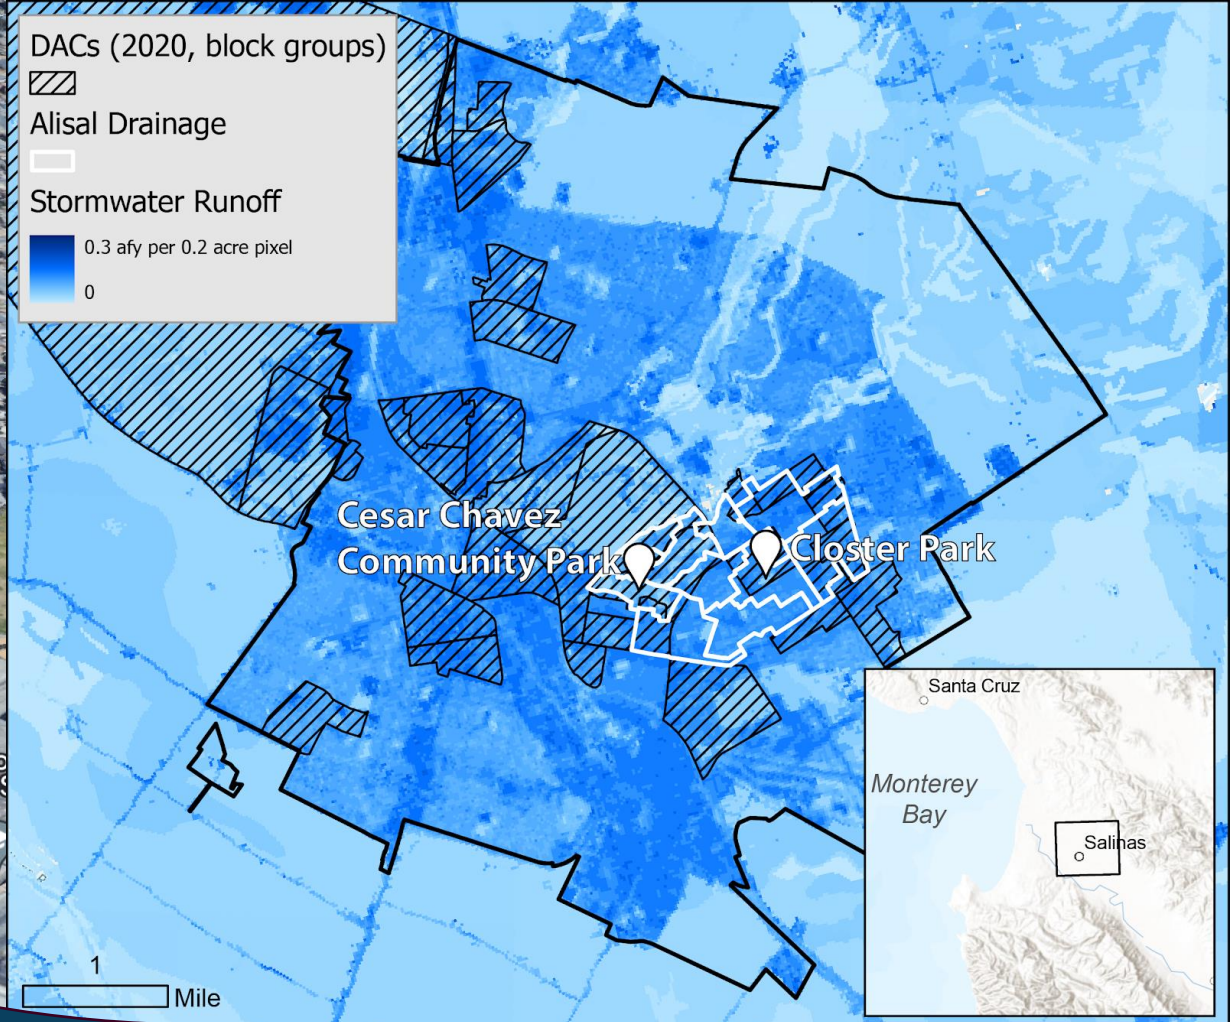 DACs (2020, block groups)
Alisal Drainage
Stormwater Runoff
0.3 afy per 0.2 acre pixel
0
Cesar Chavez
Community Park
Closter Park
Santa Cruz
Monterey
Bay
Salinas
1
Mile